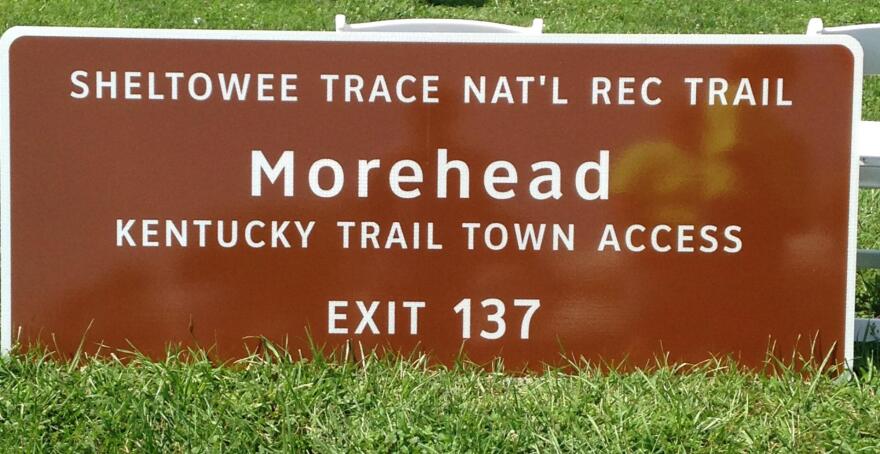 SHELTOWEE TRACE NAT'L REC TRAIL
Morehead
KENTUCKY TRAIL TOWN ACCESS
EXIT 137